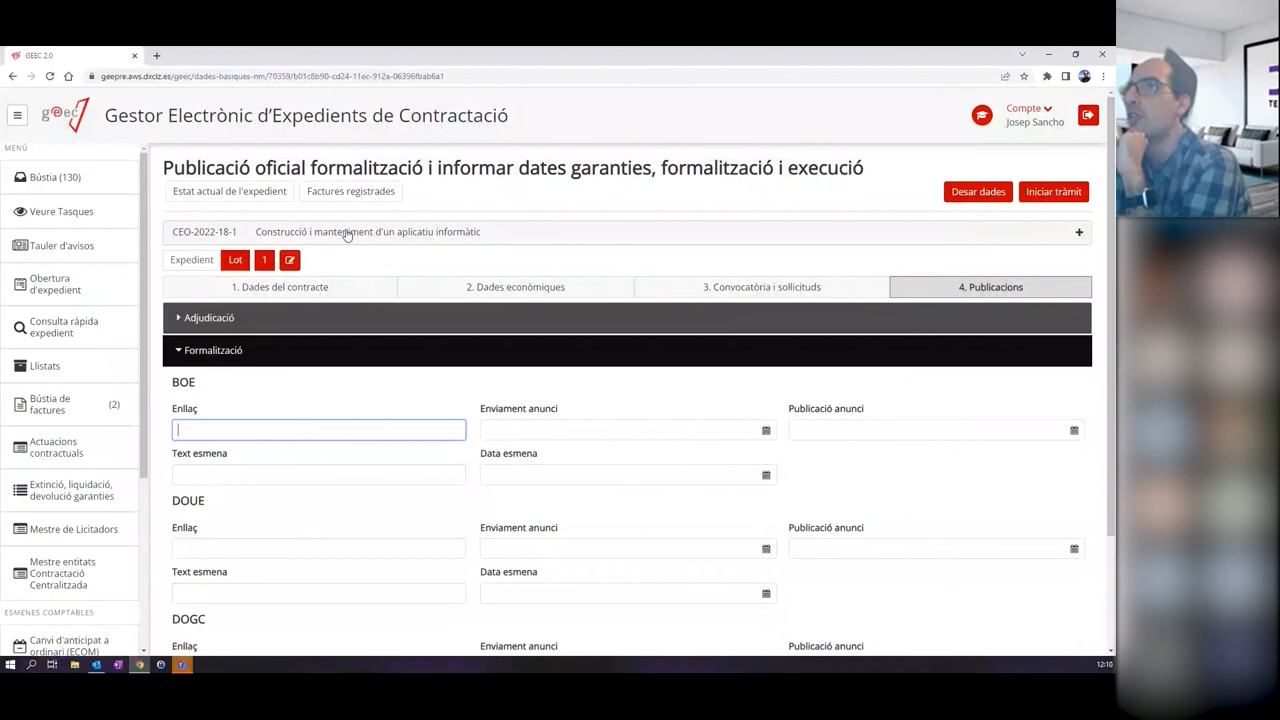 GEEC 2.0
geepre.aws.dxclz.es/geec/dades-basiques-nm/70359/b01c8b90-cd24-11ec-912a-06396fbab6a1
geec
Gestor Electrònic d'Expedients de Contractació
Compte
Josep Sancho
MENÚ
Bústia (130)
Veure Tasques
Tauler d'avisos
Obertura
d'expedient
Consulta ràpida
expedient
Llistats
Bústia de
factures
(2)
Actuacions
contractuals
Extinció, liquidació,
devolució garanties
Mestre de Licitadors
Mestre entitats
Contractació
Centralitzada
ESMENES COMPTABLES
Canvi d'anticipat a
ordinari (ECOM)
Publicació oficial formalització i informar dates garanties, formalització i execució
Estat actual de l'expedient
Factures registrades
Desar dades
Iniciar tràmit
CEO-2022-18-1 Construcció i manteniment d'un aplicatiu informàtic
Expedient Lot 1
1. Dades del contracte
2. Dades econòmiques
3. Convocatòria i sol·licituds
4. Publicacions
Adjudicació
Formalització
BOE
Enllaç Enviament anunci Publicació anunci
Text esmena Data esmena
DOUE
Enllaç Enviament anunci Publicació anunci
Text esmena Data esmena
DOGC
Enllaç Enviament anunci Publicació anunci
12:10